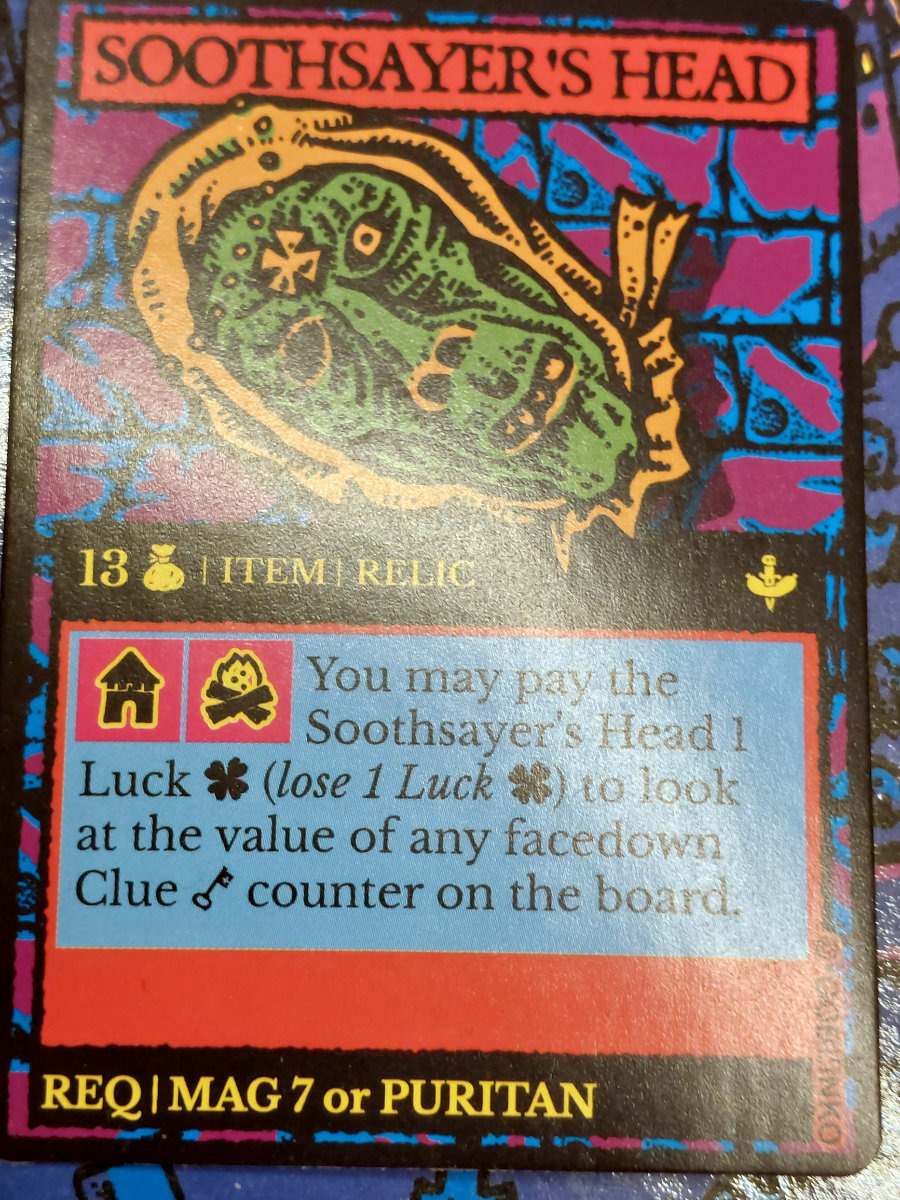 SOOTHSAYER'S HEAD
13 | ITEM | RELIC
You may pay the
Soothsayer's Head 1
Luck (lose 1 Luck ) to look
at the value of any facedown
Clue counter on the board.
REQ | MAG 7 or PURITAN